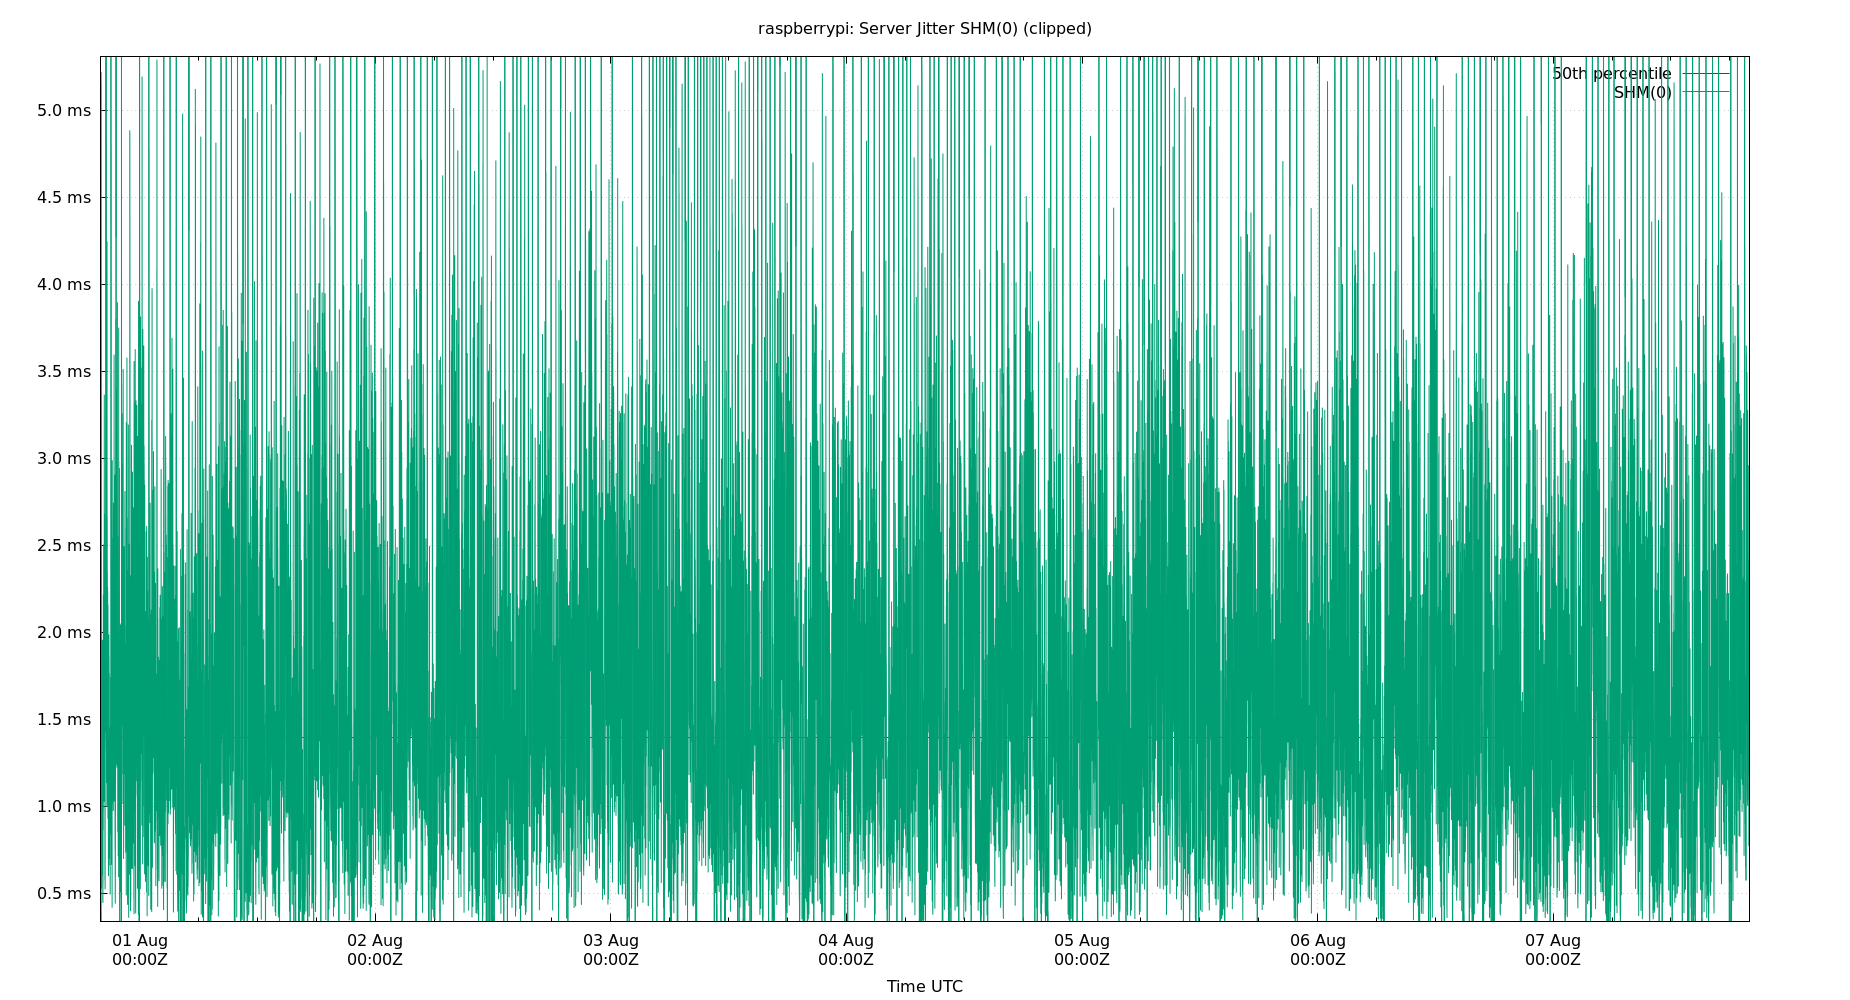 raspberrypi: Server Jitter SHM(0) (clipped)
50th percentile
SHM(0)
5.0 ms
4.5 ms
4.0 ms
3.5 ms
3.0 ms
2.5 ms
2.0 ms
1.5 ms
1.0 ms
0.5 ms
01 Aug 02 Aug 03 Aug 04 Aug 05 Aug 06 Aug 07 Aug
00:00Z 00:00Z 00:00Z 00:00Z 00:00Z 00:00Z 00:00Z
Time UTC